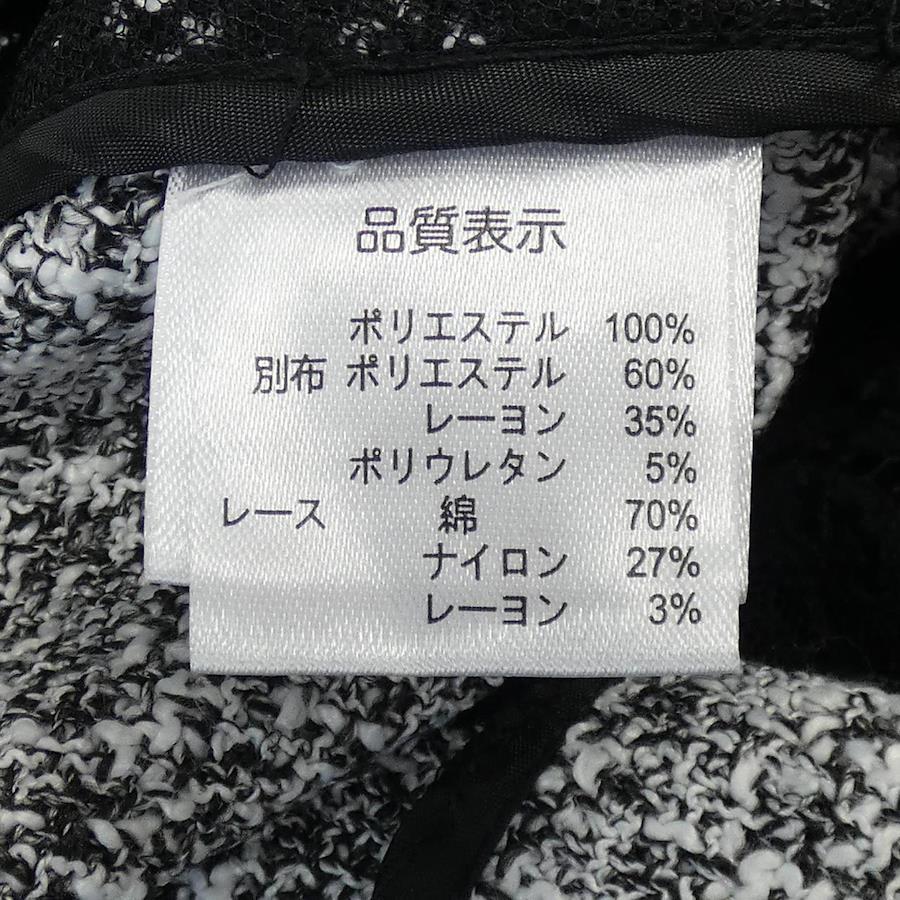 品質表示
ポリエステル 100%
別布 ポリエステル 60%
レーヨン 35%
ポリウレタン 5%
レース 綿 70%
ナイロン 27%
レーヨン 3%